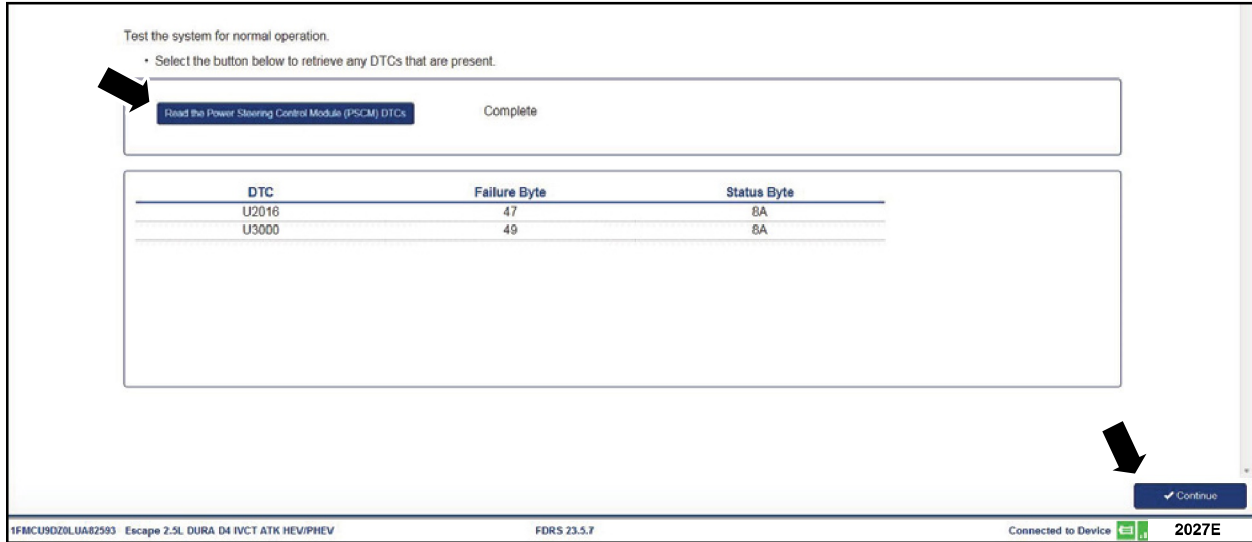 Test the system for normal operation.
• Select the button below to retrieve any DTCs that are present.
Read the Power Steering Control Module (PSCM) DTCs Complete
DTC Failure Byte Status Byte
U2016 47 8A
U3000 49 8A
Continue
1FMCU9DZ0LUA82593 Escape 2.5L DURA D4 IVCT ATK HEV/PHEV FDRS 23.5.7 Connected to Device 2027E